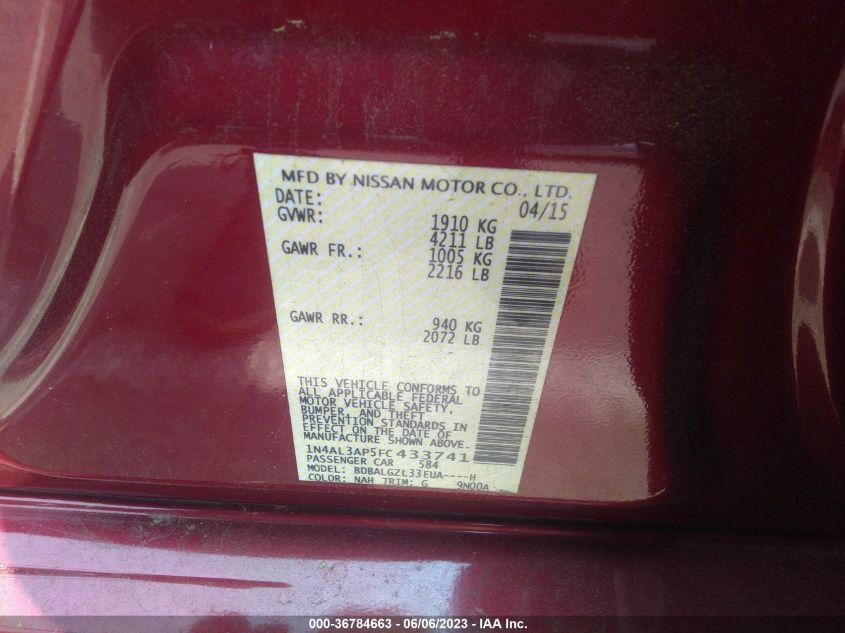 MFD BY NISSAN MOTOR CO., LTD.
DATE: 04/15
GVWR: 1910 KG
4211 LB
GAWR FR.: 1005 KG
2216 LB
GAWR RR.: 940 KG
2072 LB
THIS VEHICLE CONFORMS TO
ALL APPLICABLE FEDERAL
MOTOR VEHICLE SAFETY,
BUMPER, AND THEFT
PREVENTION STANDARDS IN
EFFECT ON THE DATE OF
MANUFACTURE SHOWN ABOVE.
1N4AL3AP5FC433741
PASSENGER CAR 584
MODEL: BDBALGZL33EUA----H
COLOR: NAH TRIM: G 9N00A
000-36784663 - 06/06/2023 - IAA Inc.